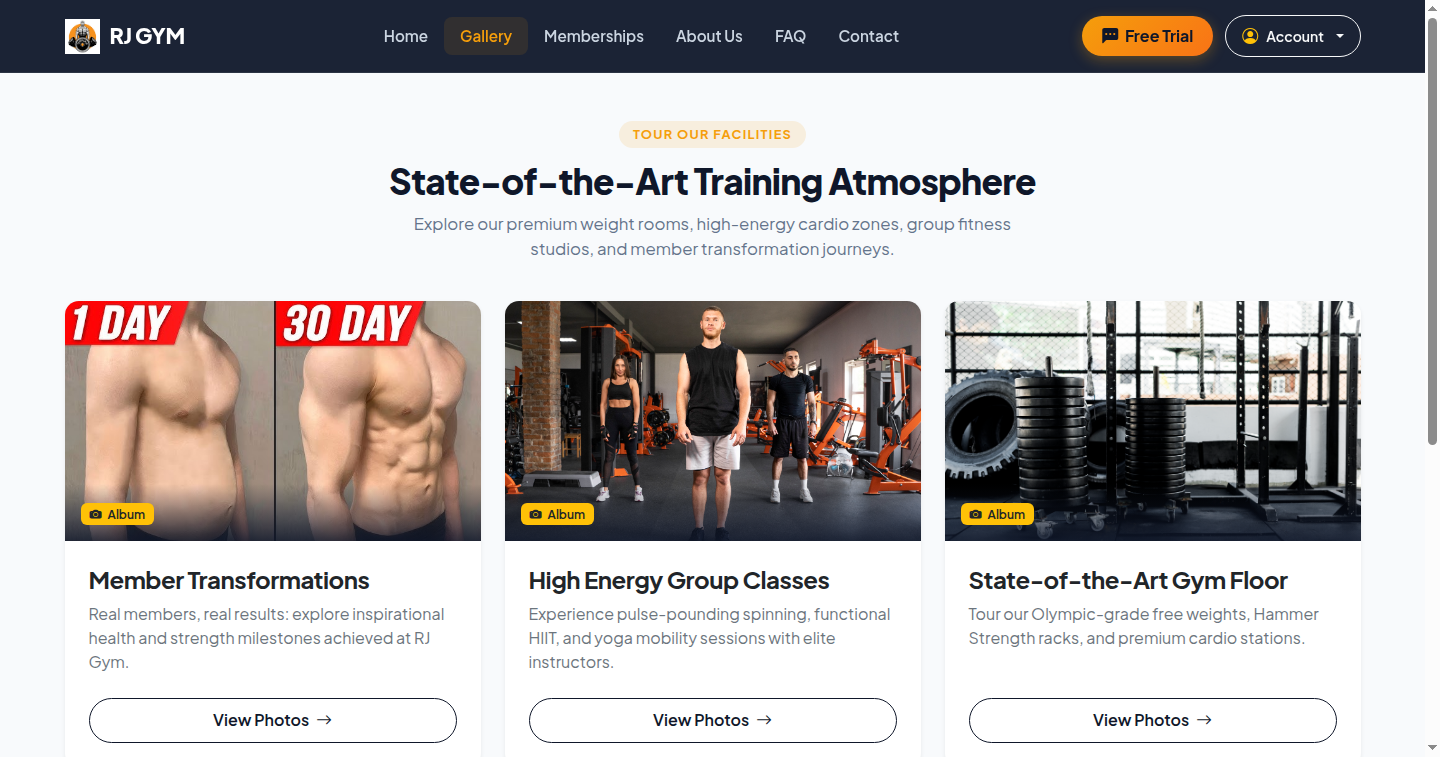 RJ GYM
Home
Gallery
Memberships
About Us
FAQ
Contact
Free Trial
Account
TOUR OUR FACILITIES
State-of-the-Art Training Atmosphere
Explore our premium weight rooms, high-energy cardio zones, group fitness
studios, and member transformation journeys.
1 DAY
30 DAY
Album
Member Transformations
Real members, real results: explore inspirational
health and strength milestones achieved at RJ
Gym.
View Photos
Album
High Energy Group Classes
Experience pulse-pounding spinning, functional
HIIT, and yoga mobility sessions with elite
instructors.
View Photos
Album
State-of-the-Art Gym Floor
Tour our Olympic-grade free weights, Hammer
Strength racks, and premium cardio stations.
View Photos